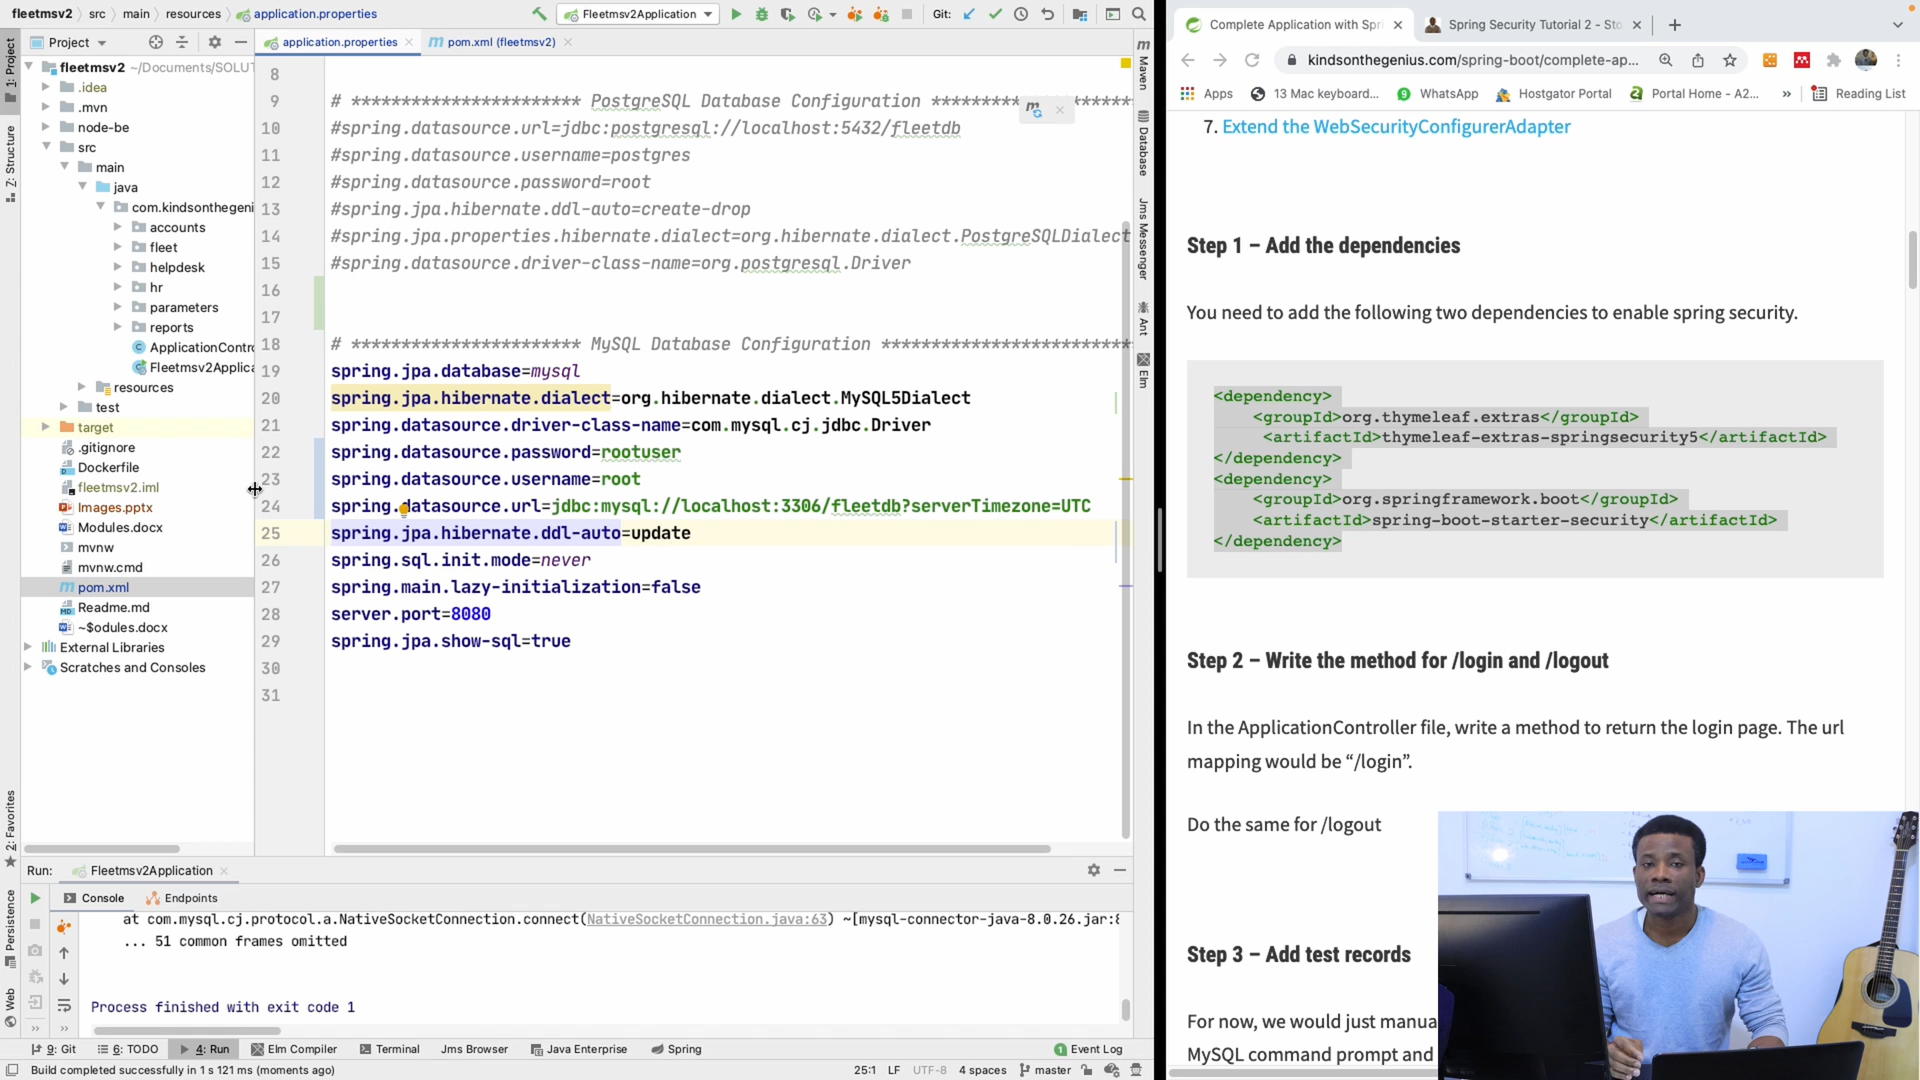 fleetmsv2 › src › main › resources › application.properties
Fleetmsv2Application
Git:
Project
application.properties
pom.xml (fleetmsv2)
fleetmsv2 ~/Documents/SOLUT
.idea
.mvn
node-be
src
main
java
com.kindsonthegeni
accounts
fleet
helpdesk
hr
parameters
reports
ApplicationContro
Fleetmsv2Applica
resources
test
target
.gitignore
Dockerfile
fleetmsv2.iml
Images.pptx
Modules.docx
mvnw
mvnw.cmd
pom.xml
Readme.md
~$odules.docx
External Libraries
Scratches and Consoles
1: Project
Z: Structure
2: Favorites
Persistence
Web
8
9 # *********************** PostgreSQL Database Configuration ********************
10 #spring.datasource.url=jdbc:postgresql://localhost:5432/fleetdb
11 #spring.datasource.username=postgres
12 #spring.datasource.password=root
13 #spring.jpa.hibernate.ddl-auto=create-drop
14 #spring.jpa.properties.hibernate.dialect=org.hibernate.dialect.PostgreSQLDialect
15 #spring.datasource.driver-class-name=org.postgresql.Driver
16
17
18 # *********************** MySQL Database Configuration *************************
19 spring.jpa.database=mysql
20 spring.jpa.hibernate.dialect=org.hibernate.dialect.MySQL5Dialect
21 spring.datasource.driver-class-name=com.mysql.cj.jdbc.Driver
22 spring.datasource.password=rootuser
23 spring.datasource.username=root
24 spring.datasource.url=jdbc:mysql://localhost:3306/fleetdb?serverTimezone=UTC
25 spring.jpa.hibernate.ddl-auto=update
26 spring.sql.init.mode=never
27 spring.main.lazy-initialization=false
28 server.port=8080
29 spring.jpa.show-sql=true
30
31
Maven
Database
Jms Messenger
Ant
Elm
Run: Fleetmsv2Application
Console Endpoints
at com.mysql.cj.protocol.a.NativeSocketConnection.connect(NativeSocketConnection.java:63) ~[mysql-connector-java-8.0.26.jar:8
... 51 common frames omitted
Process finished with exit code 1
9: Git 6: TODO 4: Run Elm Compiler Terminal Jms Browser Java Enterprise Spring 1 Event Log
Build completed successfully in 1 s 121 ms (moments ago) 25:1 LF UTF-8 4 spaces master
Complete Application with Spri
Spring Security Tutorial 2 - Sto
kindsonthegenius.com/spring-boot/complete-ap...
Apps 13 Mac keyboard... WhatsApp Hostgator Portal Portal Home - A2... » Reading List
7. Extend the WebSecurityConfigurerAdapter
Step 1 – Add the dependencies
You need to add the following two dependencies to enable spring security.
<dependency>
<groupId>org.thymeleaf.extras</groupId>
<artifactId>thymeleaf-extras-springsecurity5</artifactId>
</dependency>
<dependency>
<groupId>org.springframework.boot</groupId>
<artifactId>spring-boot-starter-security</artifactId>
</dependency>
Step 2 – Write the method for /login and /logout
In the ApplicationController file, write a method to return the login page. The url
mapping would be “/login”.
Do the same for /logout
Step 3 – Add test records
For now, we would just manua
MySQL command prompt and